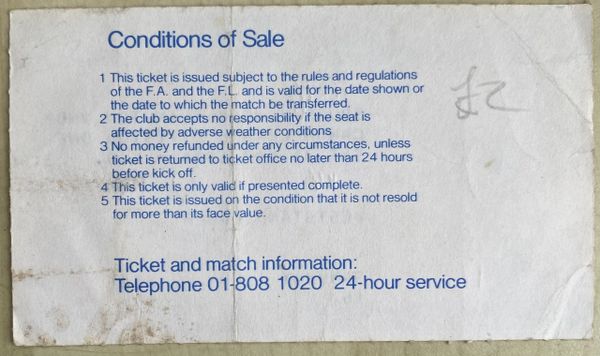 Conditions of Sale
£2
1 This ticket is issued subject to the rules and regulations
of the F.A. and the F.L. and is valid for the date shown or
the date to which the match be transferred.
2 The club accepts no responsibility if the seat is
affected by adverse weather conditions
3 No money refunded under any circumstances, unless
ticket is returned to ticket office no later than 24 hours
before kick off.
4 This ticket is only valid if presented complete.
5 This ticket is issued on the condition that it is not resold
for more than its face value.
Ticket and match information:
Telephone 01-808 1020 24-hour service